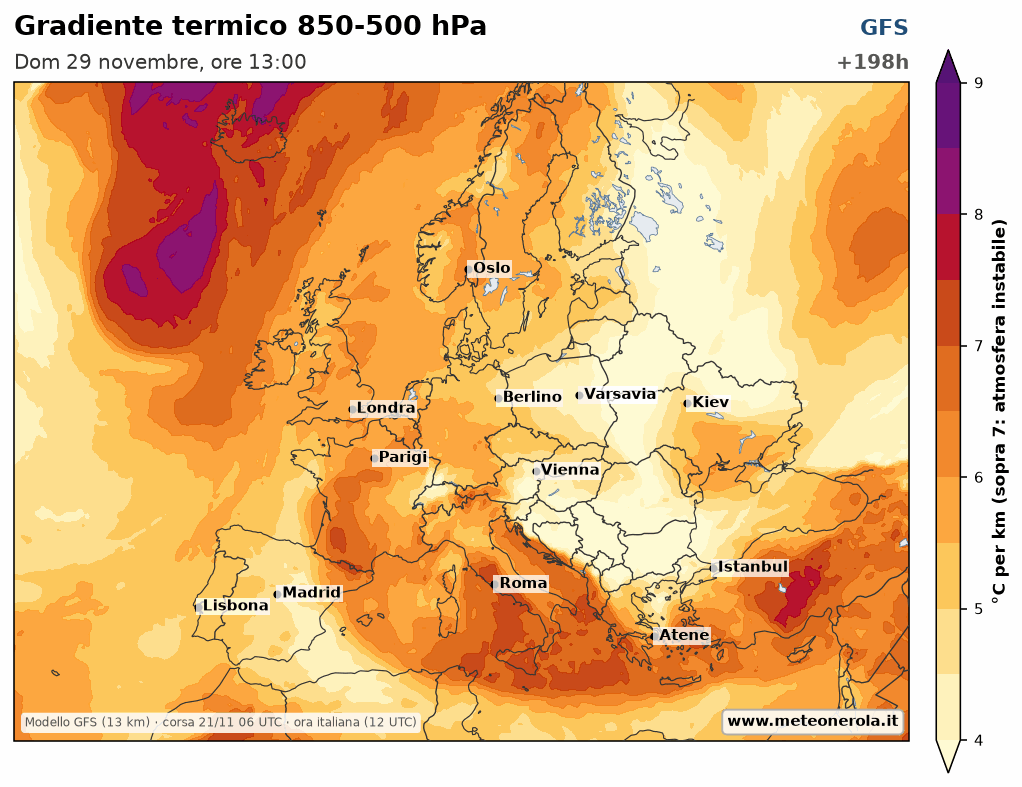 Gradiente termico 850-500 hPa
GFS
Dom 29 novembre, ore 13:00
+198h
9
8
7
6
5
4
°C per km (sopra 7: atmosfera instabile)
Oslo
Londra
Berlino
Varsavia
Kiev
Parigi
Vienna
Istanbul
Roma
Madrid
Lisbona
Atene
Modello GFS (13 km) · corsa 21/11 06 UTC · ora italiana (12 UTC)
www.meteonerola.it